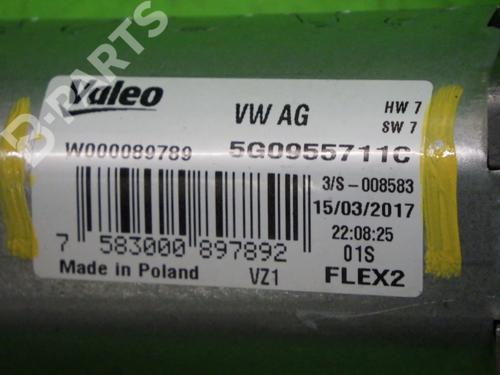 B-PARTS
Valeo
VW AG
HW 7
SW 7
W000089789
5G0955711C
3/S-008583
15/03/2017
22:08:25
7 583000 897892
01S
Made in Poland
VZ1
FLEX2